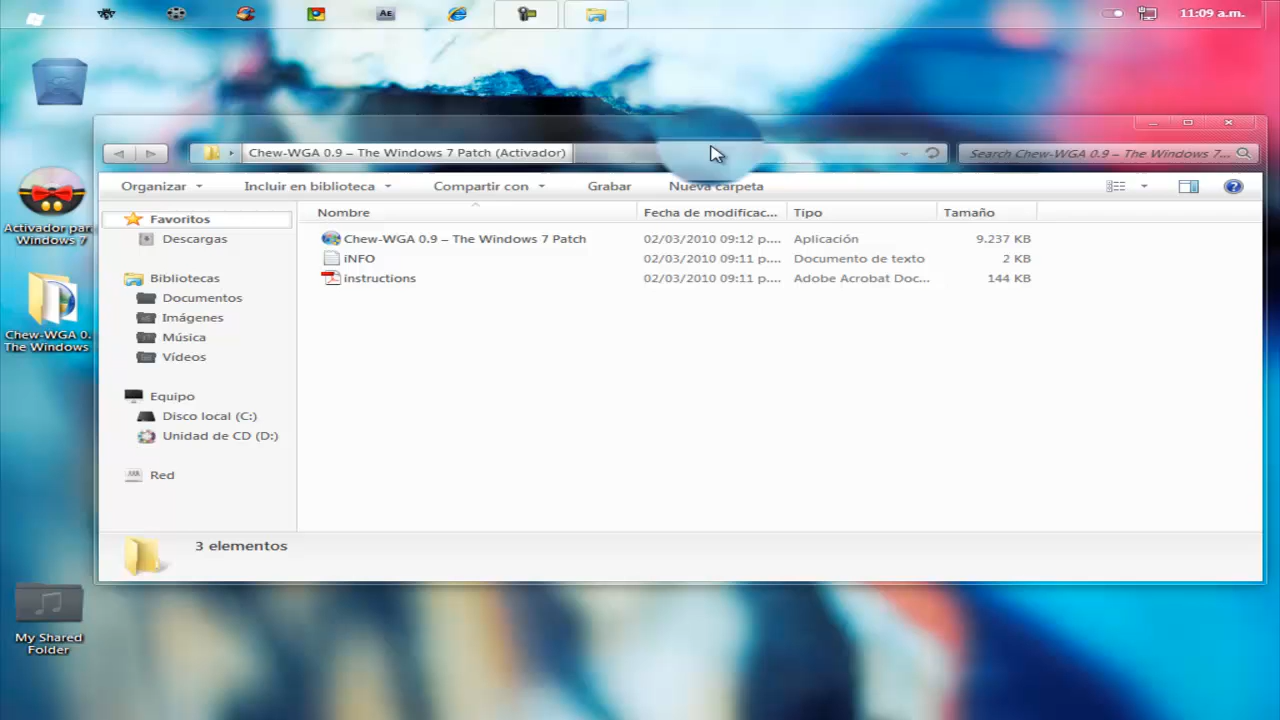 11:09 a.m.
Chew-WGA 0.9 – The Windows 7 Patch (Activador)
Search Chew-WGA 0.9 – The Windows 7...
Organizar
Incluir en biblioteca
Compartir con
Grabar
Nueva carpeta
Nombre
Fecha de modificac...
Tipo
Tamaño
Favoritos
Descargas
Bibliotecas
Documentos
Imágenes
Música
Vídeos
Equipo
Disco local (C:)
Unidad de CD (D:)
Red
Chew-WGA 0.9 – The Windows 7 Patch
02/03/2010 09:12 p....
Aplicación
9.237 KB
iNFO
02/03/2010 09:11 p....
Documento de texto
2 KB
instructions
02/03/2010 09:11 p....
Adobe Acrobat Doc...
144 KB
3 elementos
Activador par
Windows 7
Chew-WGA 0.
The Windows
My Shared
Folder
Ae